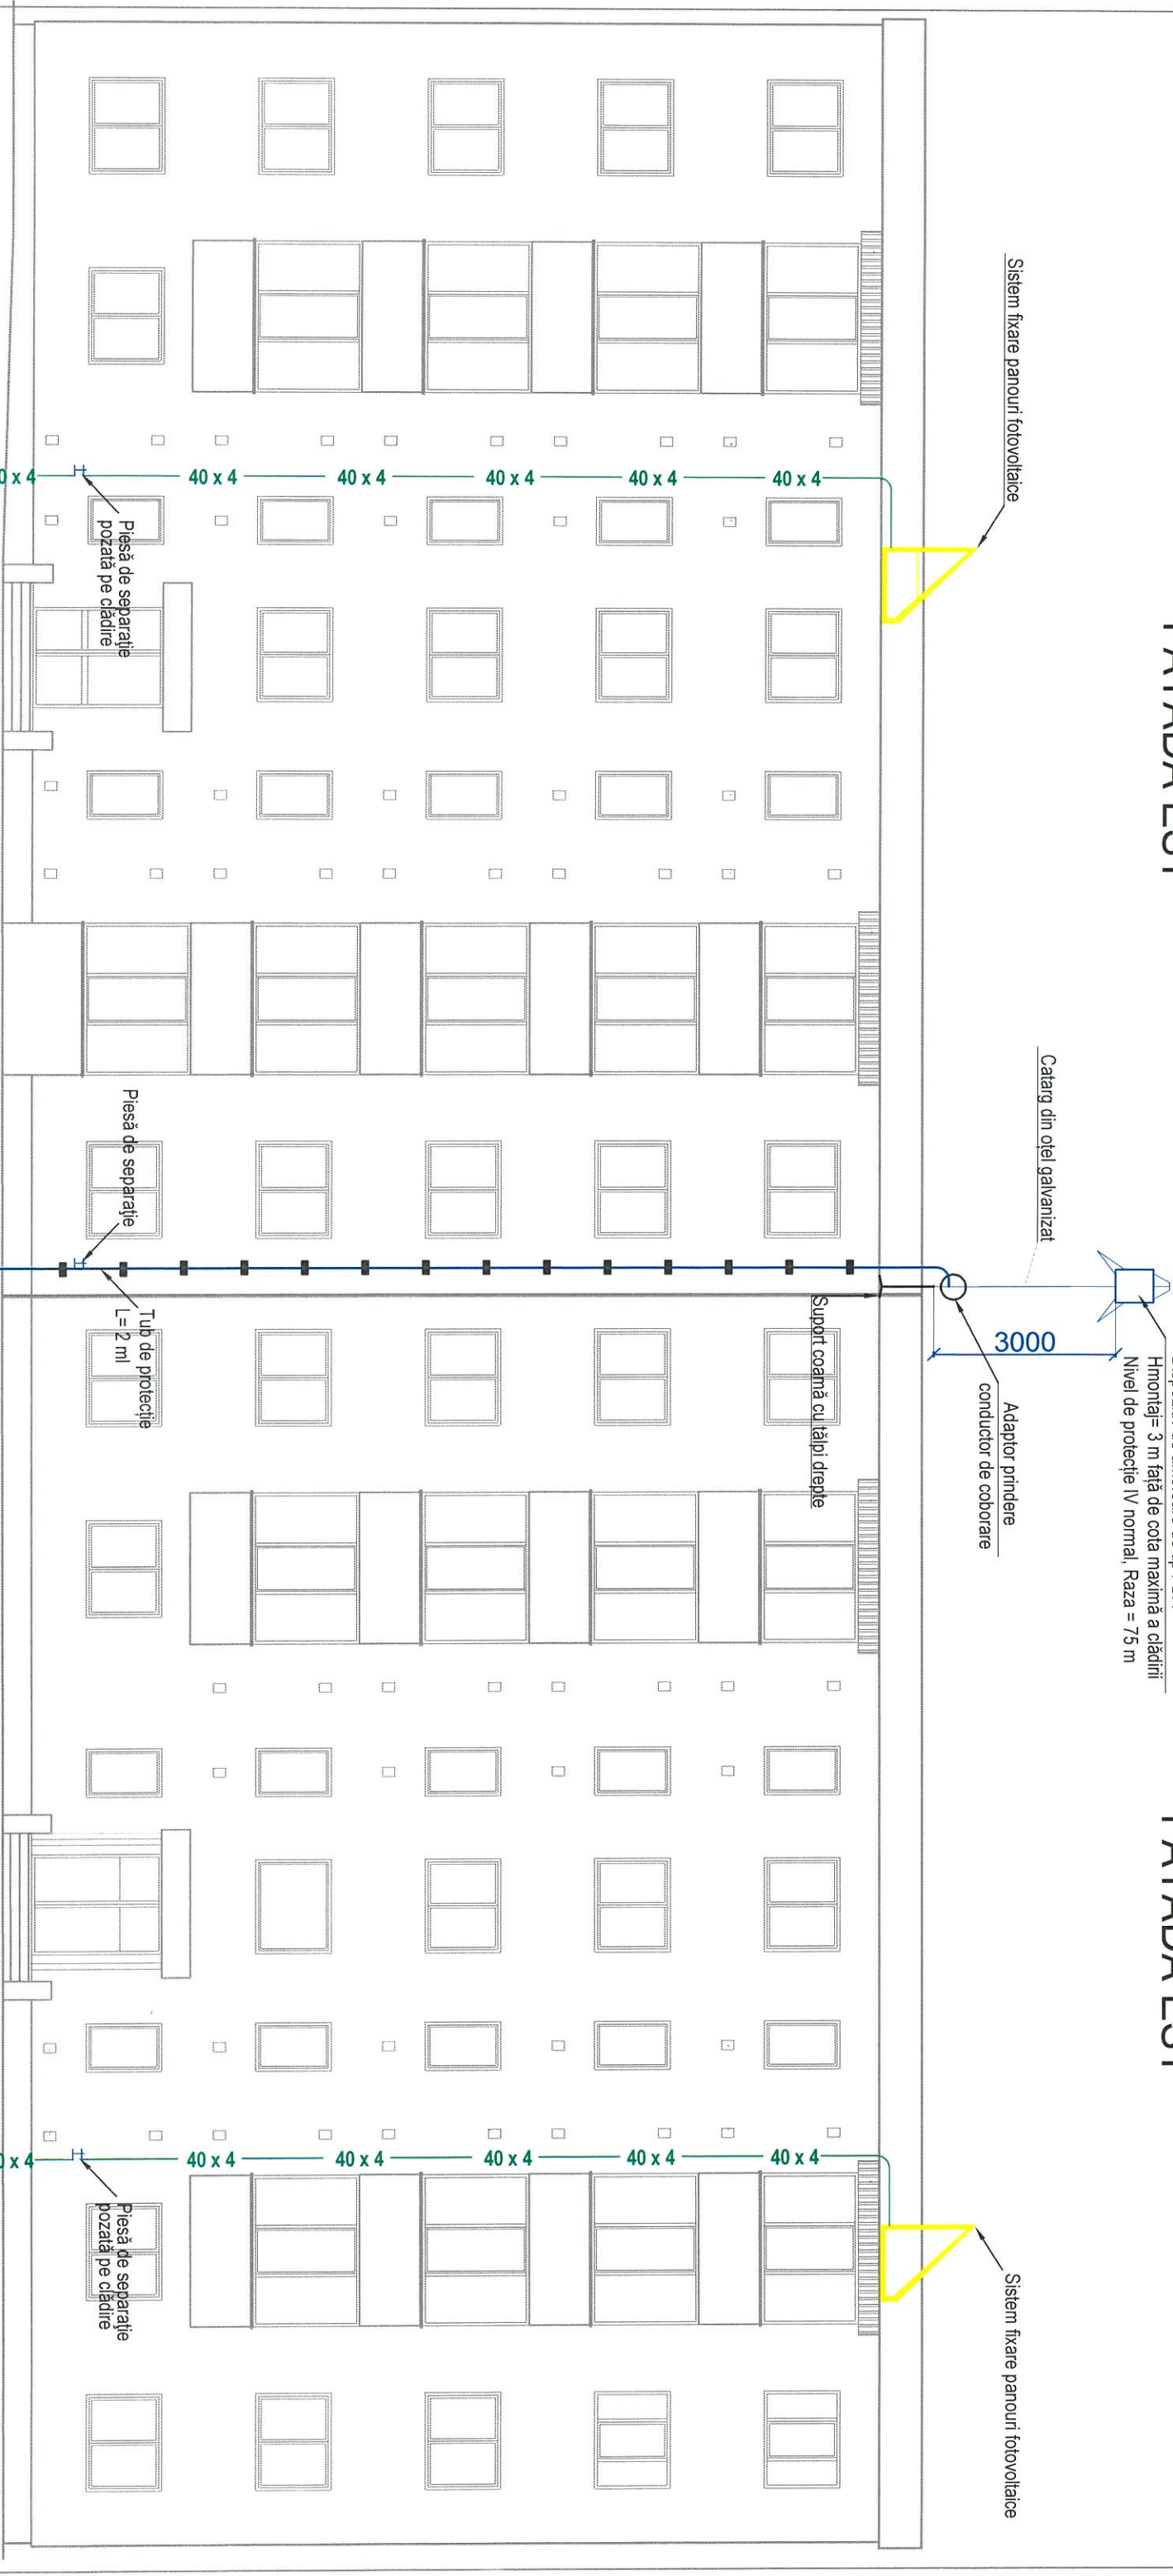 Hmontaj= 3 m față de cota maximă a clădirii
Nivel de protecție IV normal, Raza = 75 m
Catarg din oțel galvanizat
3000
Adaptor prindere
conductor de coborare
Sistem fixare panouri fotovoltaice
Sistem fixare panouri fotovoltaice
Suport coamă cu tălpi drepte
40 x 4
40 x 4
40 x 4
40 x 4
40 x 4
40 x 4
40 x 4
40 x 4
40 x 4
40 x 4
Piesă de separație
pozată pe clădire
Piesă de separație
Tub de protecție
L= 2 ml
Piesă de separație
pozată pe clădire
x 4
x 4